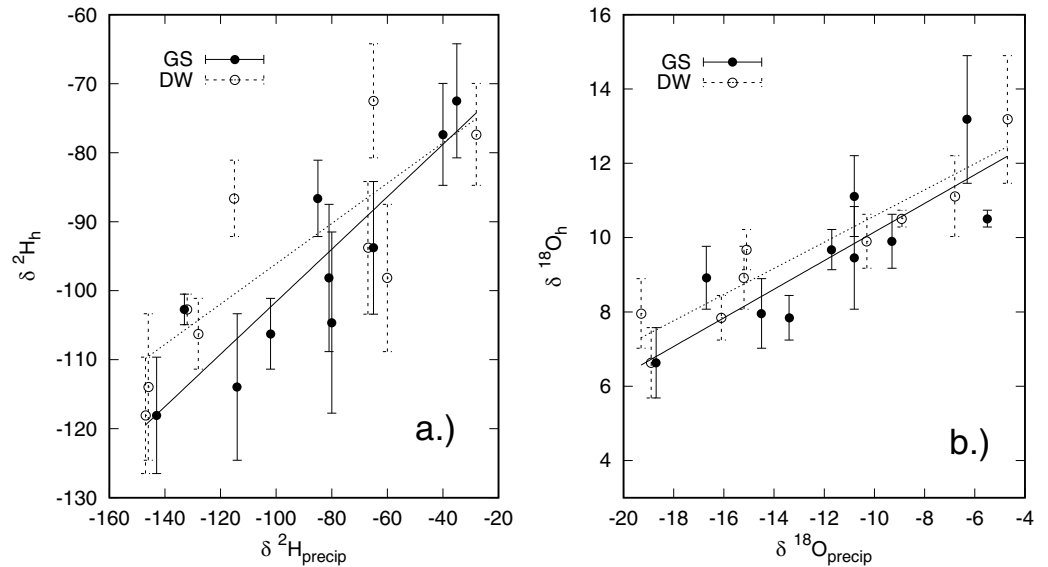 -60
-70
-80
-90
-100
-110
-120
-130
-160 -140 -120 -100 -80 -60 -40 -20
δ ²H_h
δ ²H_precip
GS
DW
a.)
16
14
12
10
8
6
4
-20 -18 -16 -14 -12 -10 -8 -6 -4
δ ¹⁸O_h
δ ¹⁸O_precip
GS
DW
b.)